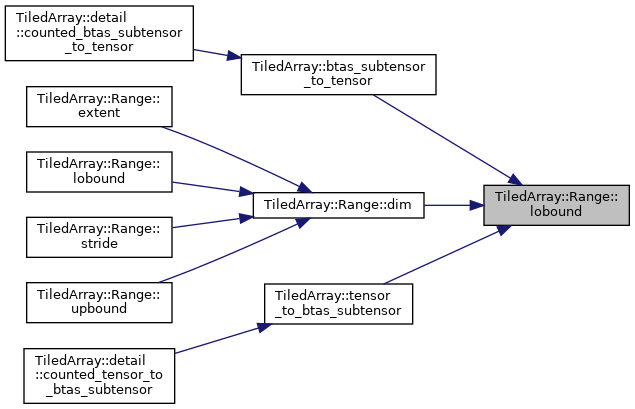 TiledArray::detail
::counted_btas_subtensor
_to_tensor
TiledArray::btas_subtensor
_to_tensor
TiledArray::Range::
extent
TiledArray::Range::
lobound
TiledArray::Range::dim
TiledArray::Range::
lobound
TiledArray::Range::
stride
TiledArray::Range::
upbound
TiledArray::tensor
_to_btas_subtensor
TiledArray::detail
::counted_tensor_to
_btas_subtensor